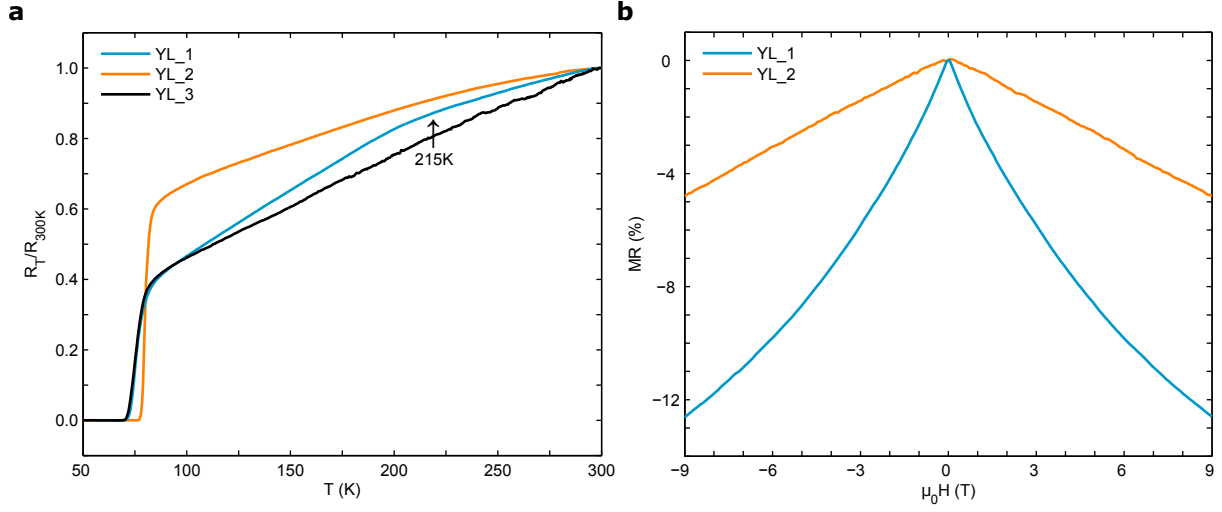 a
YL_1
YL_2
YL_3
1.0
0.8
0.6
0.4
0.2
0.0
R_T/R_300K
215K
50
100
150
200
250
300
T (K)
b
YL_1
YL_2
0
−4
−8
−12
MR (%)
−9
−6
−3
0
3
6
9
μ₀H (T)